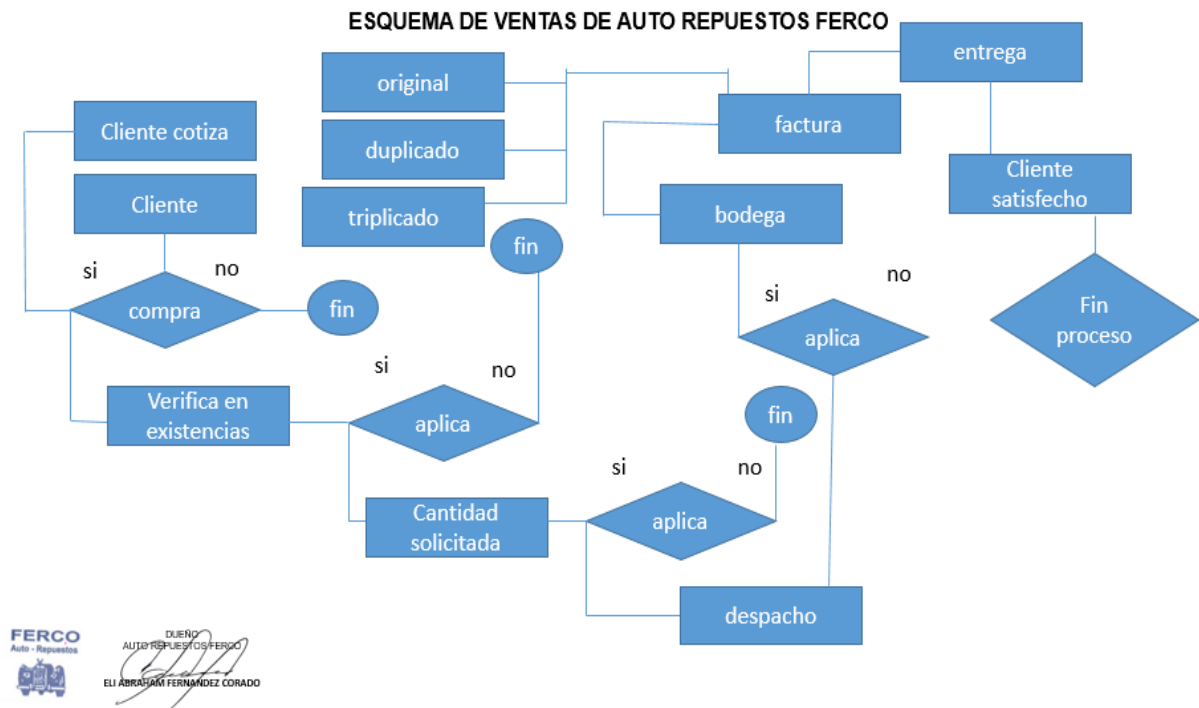 ESQUEMA DE VENTAS DE AUTO REPUESTOS FERCO
original
entrega
Cliente cotiza
factura
duplicado
Cliente
satisfecho
Cliente
triplicado
bodega
fin
si
no
no
si
compra
fin
aplica
Fin
proceso
si
no
Verifica en
existencias
aplica
fin
si
no
Cantidad
solicitada
aplica
despacho
FERCO
Auto - Repuestos
DUEÑO
AUTO REPUESTOS FERCO
ELI ABRAHAM FERNANDEZ CORADO